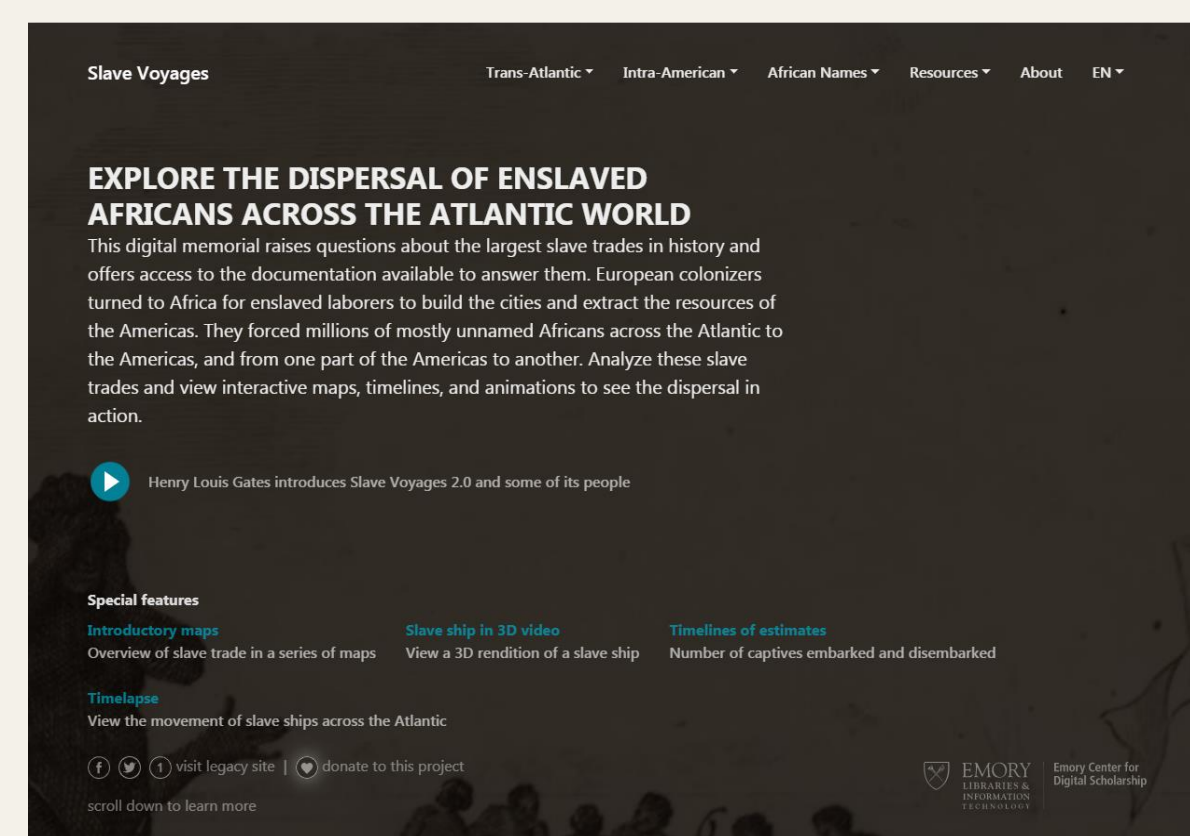 Slave Voyages
Trans-Atlantic Intra-American African Names Resources About EN
EXPLORE THE DISPERSAL OF ENSLAVED
AFRICANS ACROSS THE ATLANTIC WORLD
This digital memorial raises questions about the largest slave trades in history and
offers access to the documentation available to answer them. European colonizers
turned to Africa for enslaved laborers to build the cities and extract the resources of
the Americas. They forced millions of mostly unnamed Africans across the Atlantic to
the Americas, and from one part of the Americas to another. Analyze these slave
trades and view interactive maps, timelines, and animations to see the dispersal in
action.
Henry Louis Gates introduces Slave Voyages 2.0 and some of its people
Special features
Introductory maps
Overview of slave trade in a series of maps
Slave ship in 3D video
View a 3D rendition of a slave ship
Timelines of estimates
Number of captives embarked and disembarked
Timelapse
View the movement of slave ships across the Atlantic
f 1 visit legacy site | donate to this project
scroll down to learn more
EMORY
LIBRARIES &
INFORMATION
TECHNOLOGY
Emory Center for
Digital Scholarship